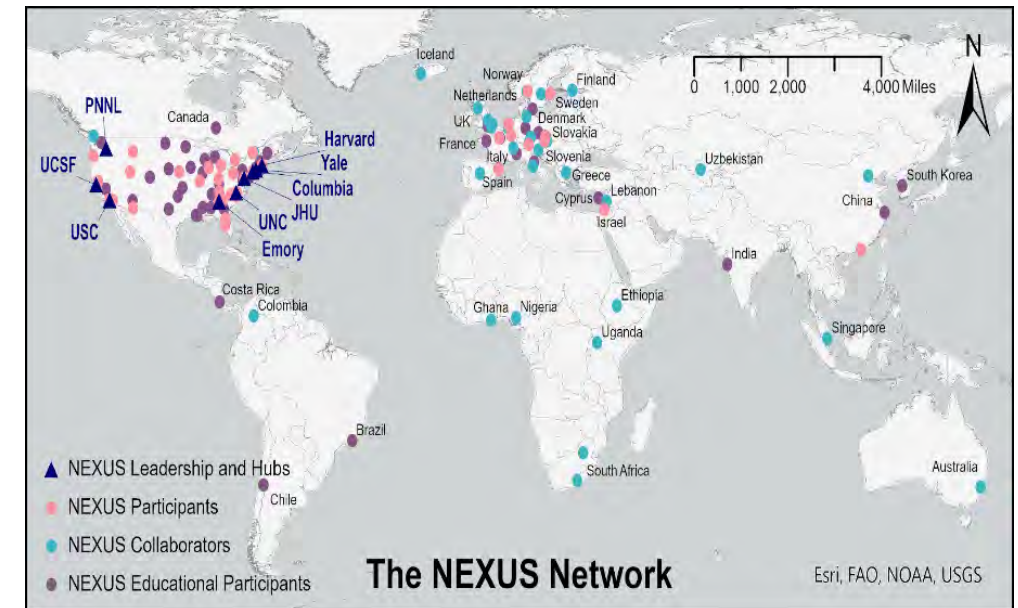 Iceland
N
Norway
Finland
0 1,000 2,000 4,000 Miles
Netherlands
Sweden
PNNL
Canada
UK
Denmark
Harvard
France
Slovakia
Yale
UCSF
Italy
Slovenia
Uzbekistan
Columbia
Spain
Greece
South Korea
Lebanon
Cyprus
China
JHU
UNC
Israel
USC
Emory
India
Costa Rica
Colombia
Ethiopia
Ghana
Nigeria
Singapore
Uganda
Brazil
NEXUS Leadership and Hubs
South Africa
Australia
Chile
NEXUS Participants
NEXUS Collaborators
NEXUS Educational Participants
The NEXUS Network
Esri, FAO, NOAA, USGS